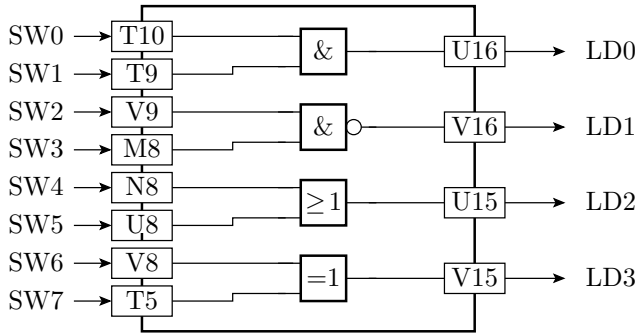 SW0 T10 & U16 LD0
SW1 T9
SW2 V9 & V16 LD1
SW3 M8
SW4 N8 ≥1 U15 LD2
SW5 U8
SW6 V8 =1 V15 LD3
SW7 T5